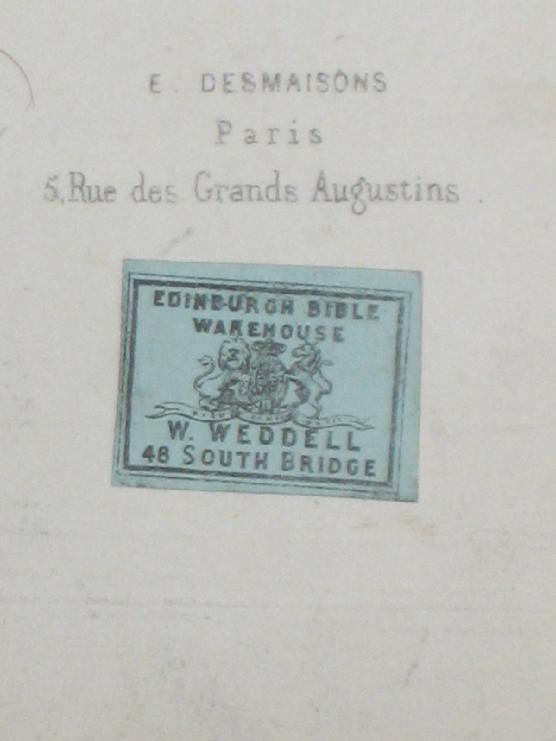 E. DESMAISONS
Paris
5, Rue des Grands Augustins.
EDINBURGH BIBLE
WAREHOUSE
W. WEDDELL
48 SOUTH BRIDGE